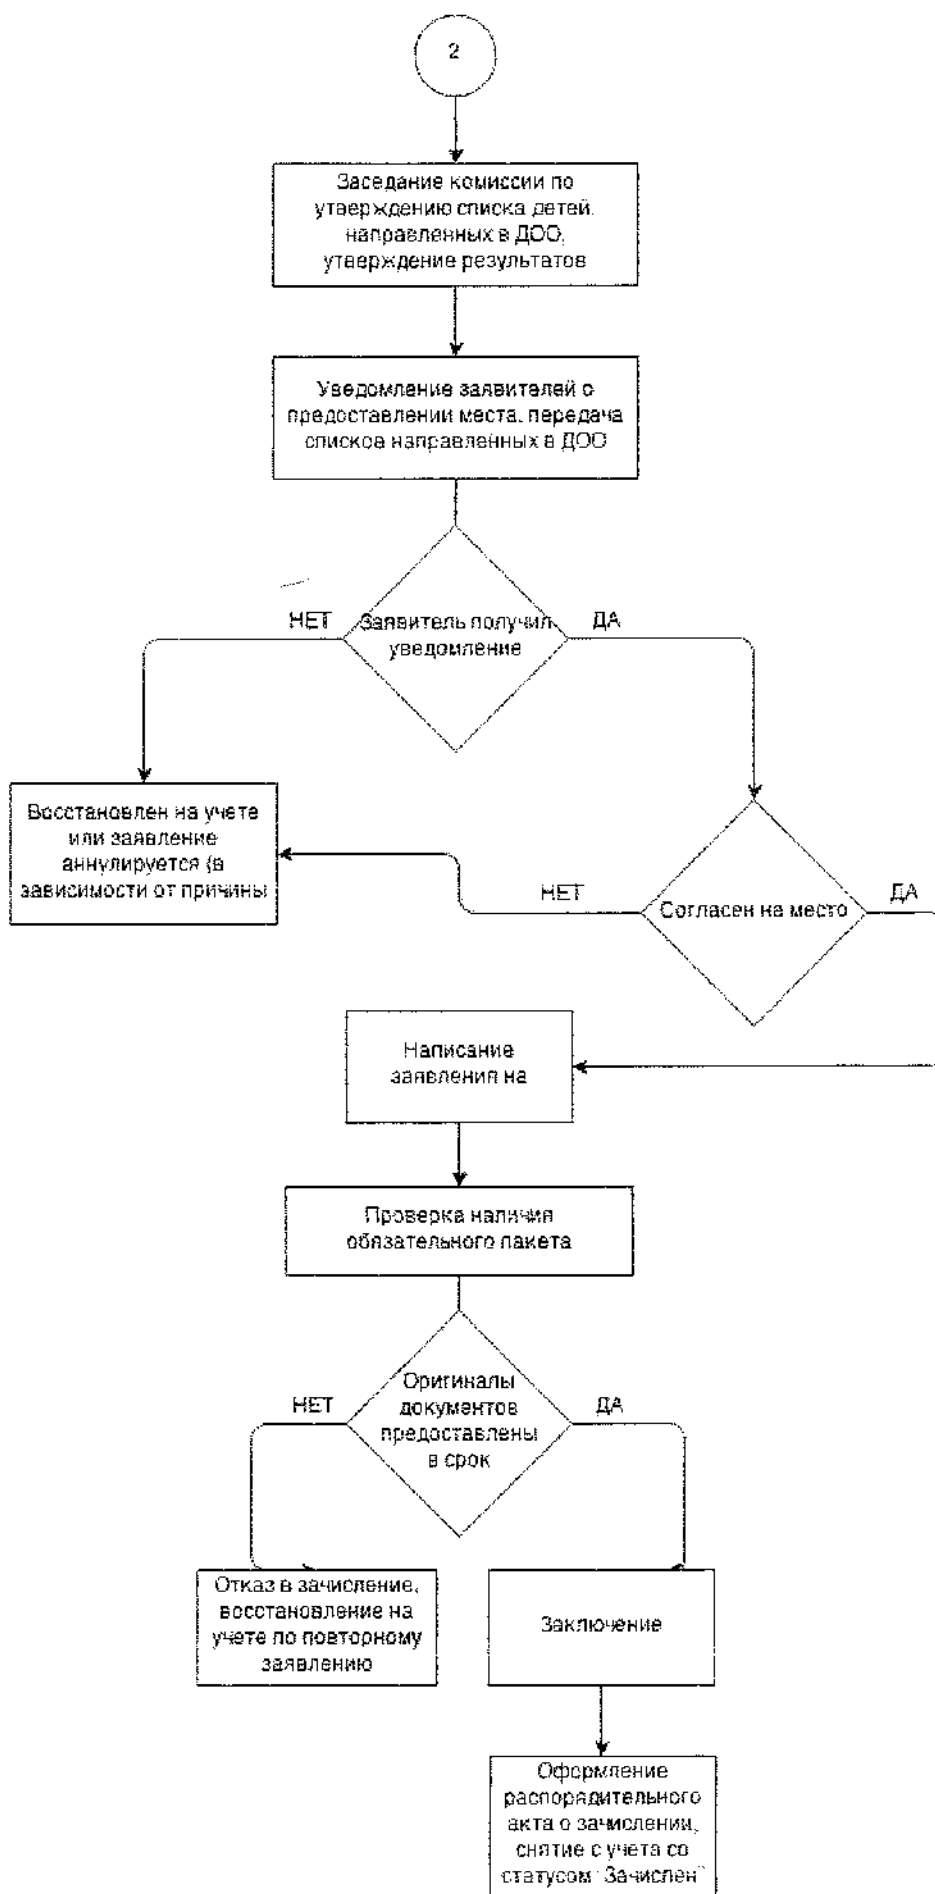 2
Заседание комиссии по
утверждению списка детей,
направленных в ДОО,
утверждение результатов
Уведомление заявителей о
предоставлении места, передача
списков направленных в ДОО
НЕТ
Заявитель получил
уведомление
ДА
Восстановлен на учете
или заявление
аннулируется (в
зависимости от причины
НЕТ
Согласен на место
ДА
Написание
заявления на
Проверка наличия
обязательного пакета
НЕТ
Оригиналы
документов
предоставлены
в срок
ДА
Отказ в зачисление,
восстановление на
учете по повторному
заявлению
Заключение
Оформление
распорядительного
акта о зачислении,
снятие с учета со
статусом "Зачислен"